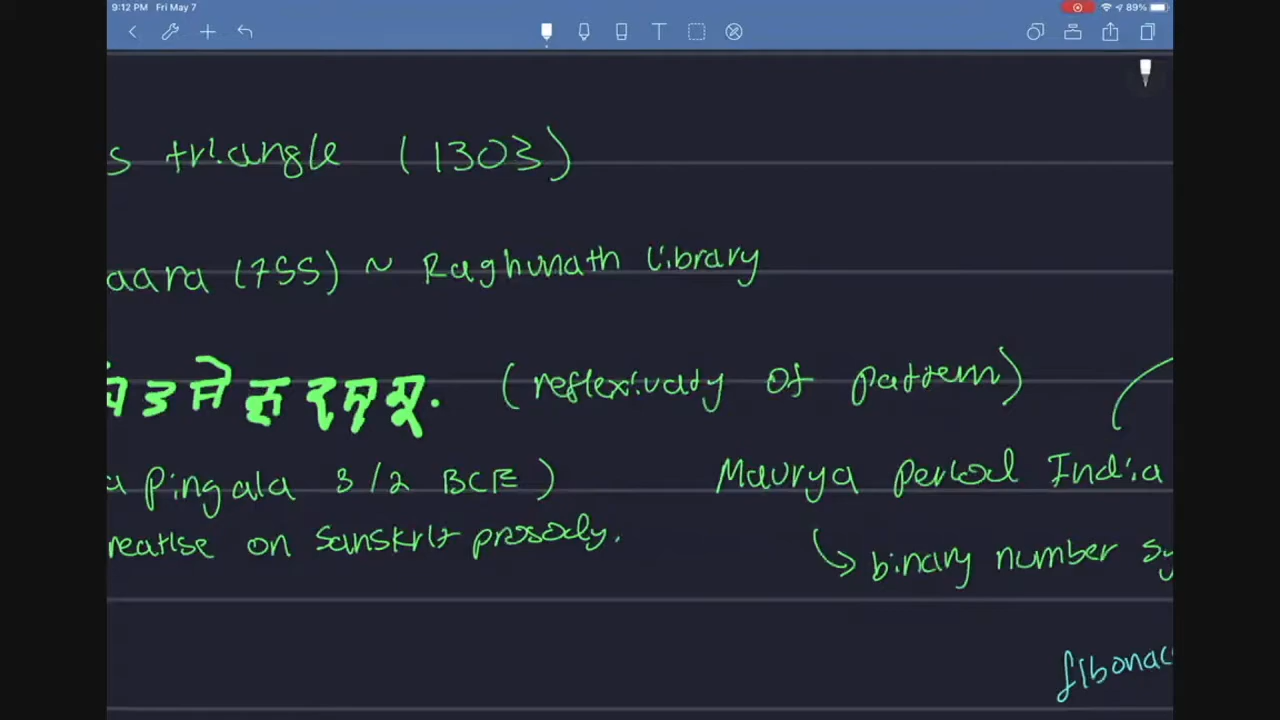 9:12 PM Fri May 7
89%
s triangle (1303)
aara (755) ~ Raghunath library
(reflexivity of pattern)
a pingala 3/2 BCE)
Maurya period India
reatise on sanskrit prosody.
binary number sy
fibonac